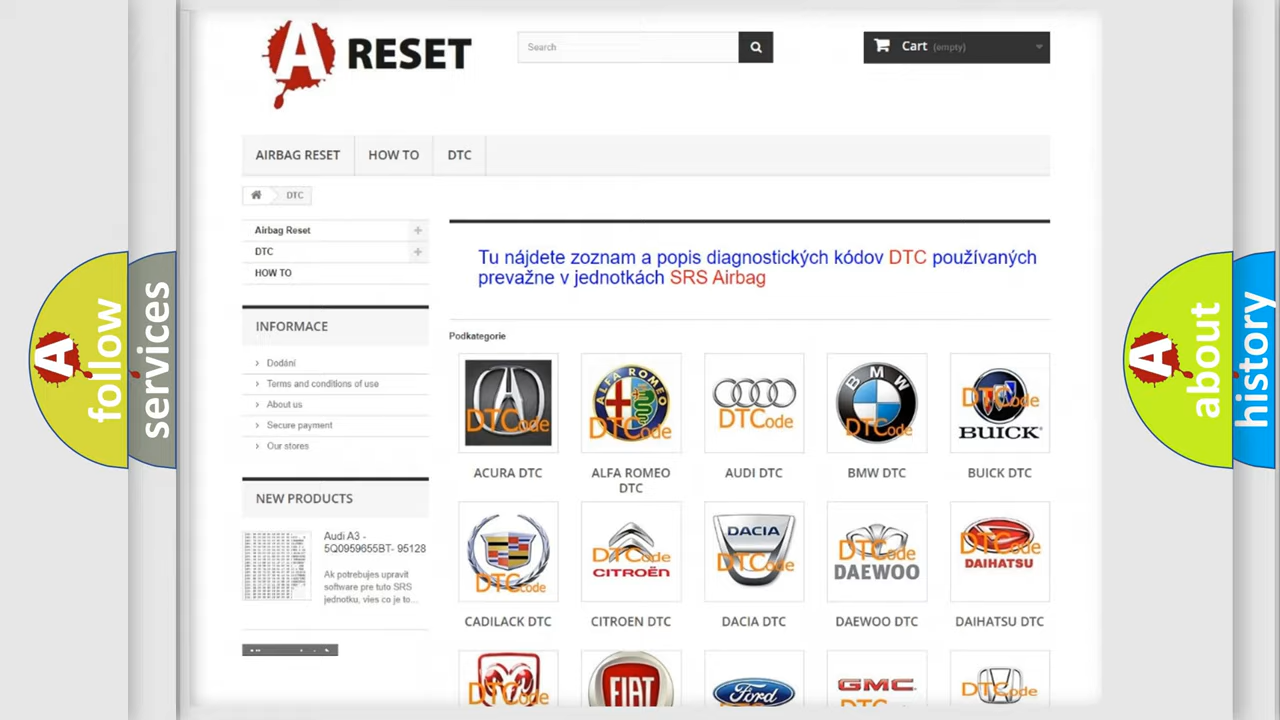 A RESET
Search
Cart (empty)
AIRBAG RESET
HOW TO
DTC
DTC
Airbag Reset
DTC
HOW TO
INFORMACE
Dodání
Terms and conditions of use
About us
Secure payment
Our stores
NEW PRODUCTS
Audi A3 -
5Q0959655BT- 95128
Ak potrebujes upravit
software pre tuto SRS
jednotku, vies co je to...
Tu nájdete zoznam a popis diagnostických kódov DTC používaných
prevažne v jednotkách SRS Airbag
Podkategorie
DTCode
ALFA ROMEO
DTCode
DTCode
BMW
DTCode
DTCode
BUICK
ACURA DTC
ALFA ROMEO
DTC
AUDI DTC
BMW DTC
BUICK DTC
DTCode
DTCode
CITROËN
DACIA
DTCode
DTCode
DAEWOO
DTCode
DAIHATSU
CADILACK DTC
CITROEN DTC
DACIA DTC
DAEWOO DTC
DAIHATSU DTC
DTCode
FIAT
Ford
GMC
DTCode
A follow
services
A about
history